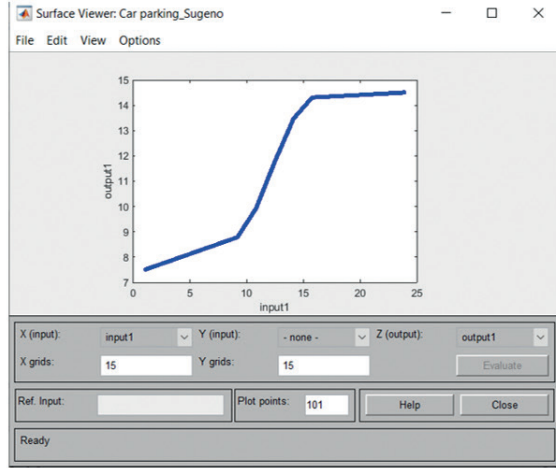 Surface Viewer: Car parking_Sugeno
File Edit View Options
15
14
13
12
11
10
9
8
7
output1
0 5 10 15 20 25
input1
X (input): input1 Y (input): - none - Z (output): output1
X grids: 15 Y grids: 15 Evaluate
Ref. Input: Plot points: 101 Help Close
Ready